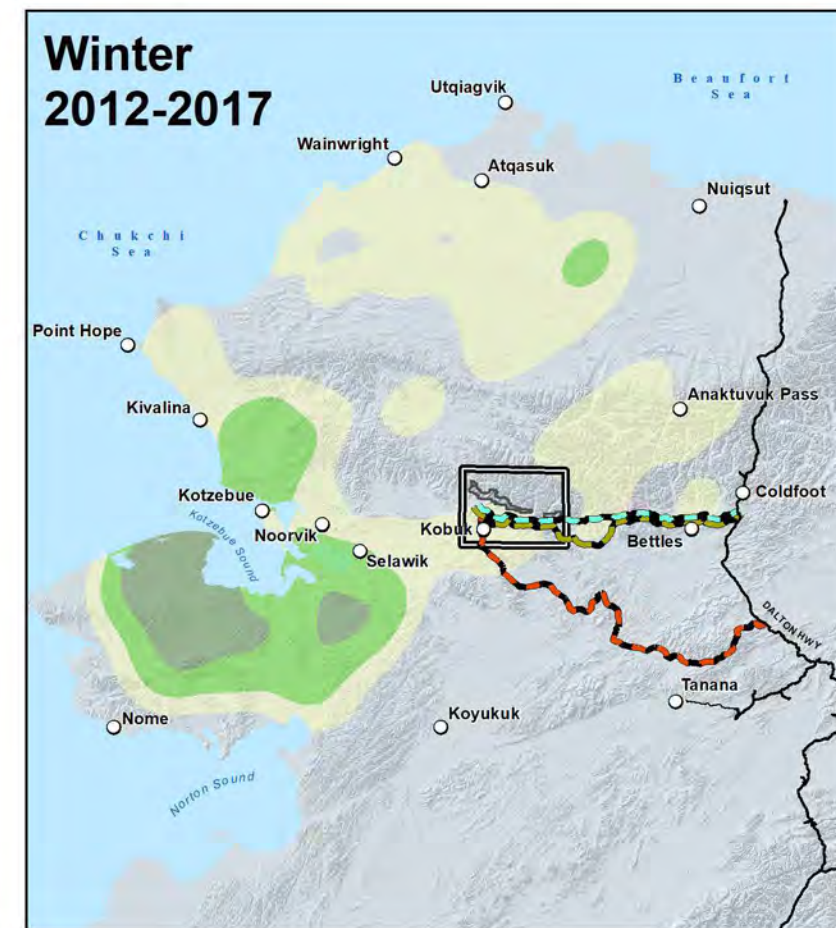 Winter
2012-2017
Beaufort
Sea
Utqiagvik
Wainwright
Atqasuk
Nuiqsut
Chukchi
Sea
Point Hope
Anaktuvuk Pass
Kivalina
Coldfoot
Kotzebue
Kotzebue Sound
Noorvik
Kobuk
Bettles
Selawik
DALTON HWY
Tanana
Nome
Koyukuk
Norton Sound